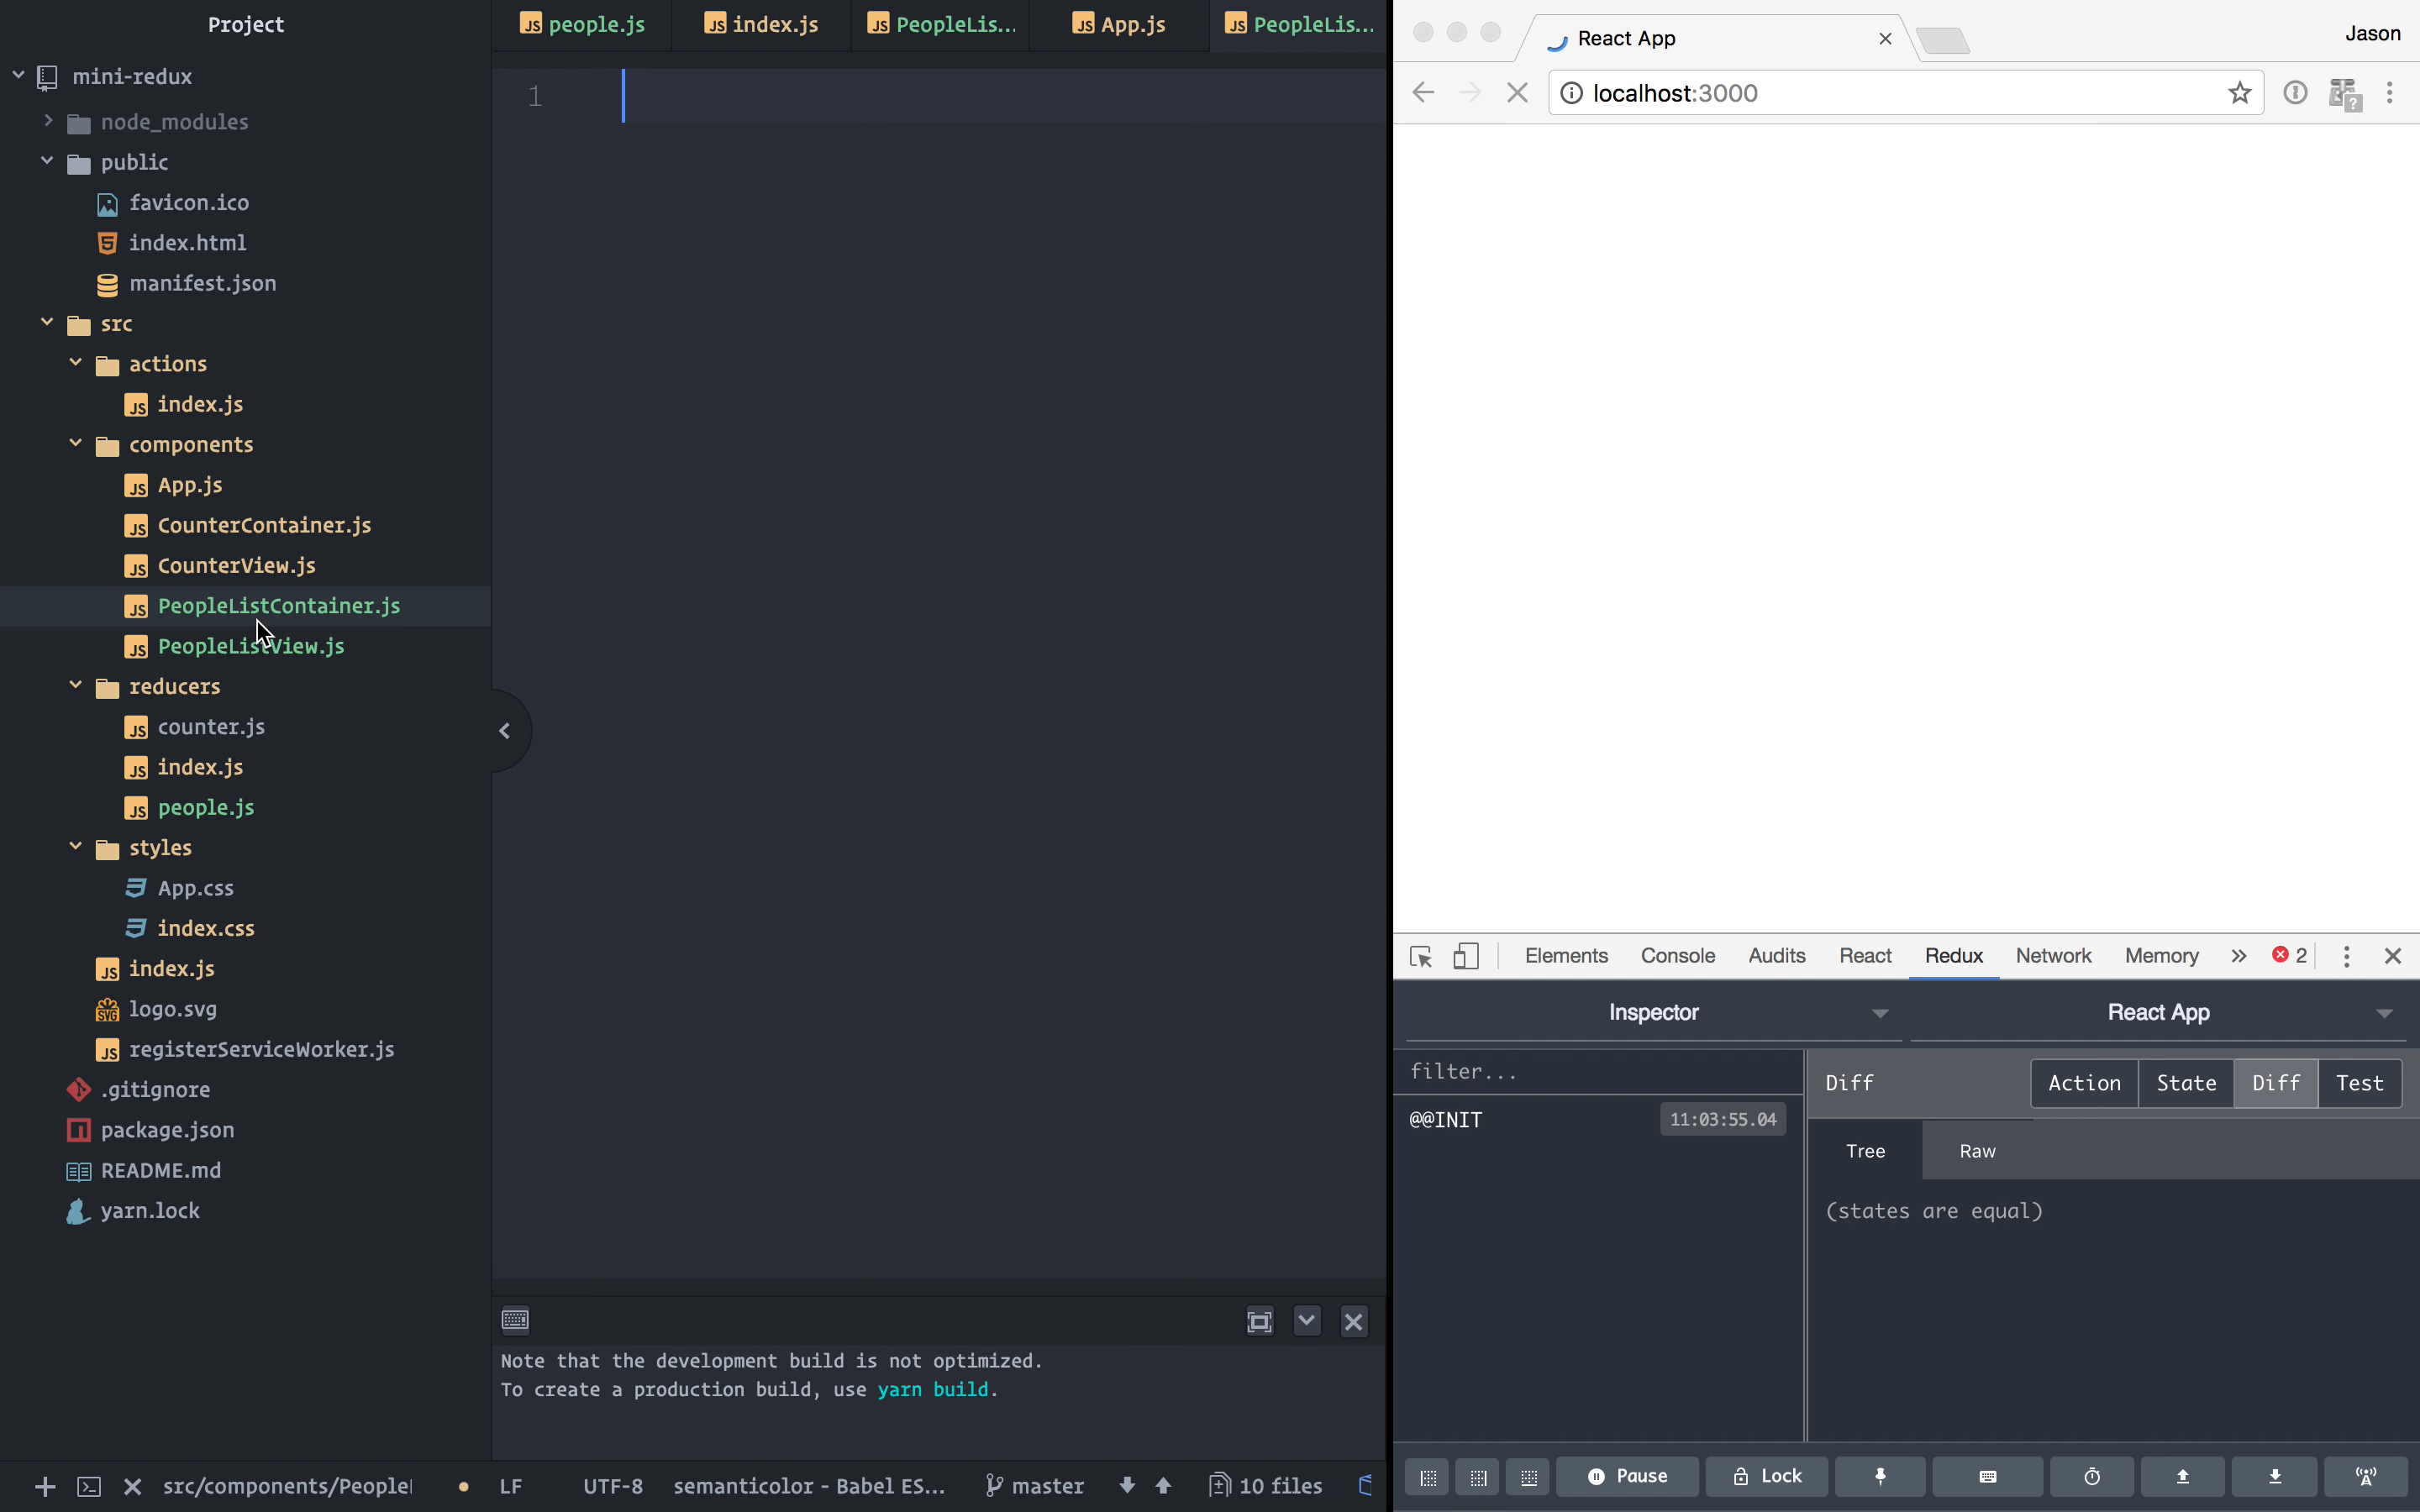 Project
mini-redux
node_modules
public
favicon.ico
index.html
manifest.json
src
actions
index.js
components
App.js
CounterContainer.js
CounterView.js
PeopleListContainer.js
PeopleListView.js
reducers
counter.js
index.js
people.js
styles
App.css
index.css
index.js
logo.svg
registerServiceWorker.js
.gitignore
package.json
README.md
yarn.lock
people.js index.js PeopleLis... App.js PeopleLis...
1
Note that the development build is not optimized.
To create a production build, use yarn build.
src/components/Peoplel LF UTF-8 semanticolor - Babel ES... master 10 files
React App Jason
localhost:3000
Elements Console Audits React Redux Network Memory 2
Inspector React App
filter...
@@INIT 11:03:55.04
Diff Action State Diff Test
Tree Raw
(states are equal)
Pause Lock